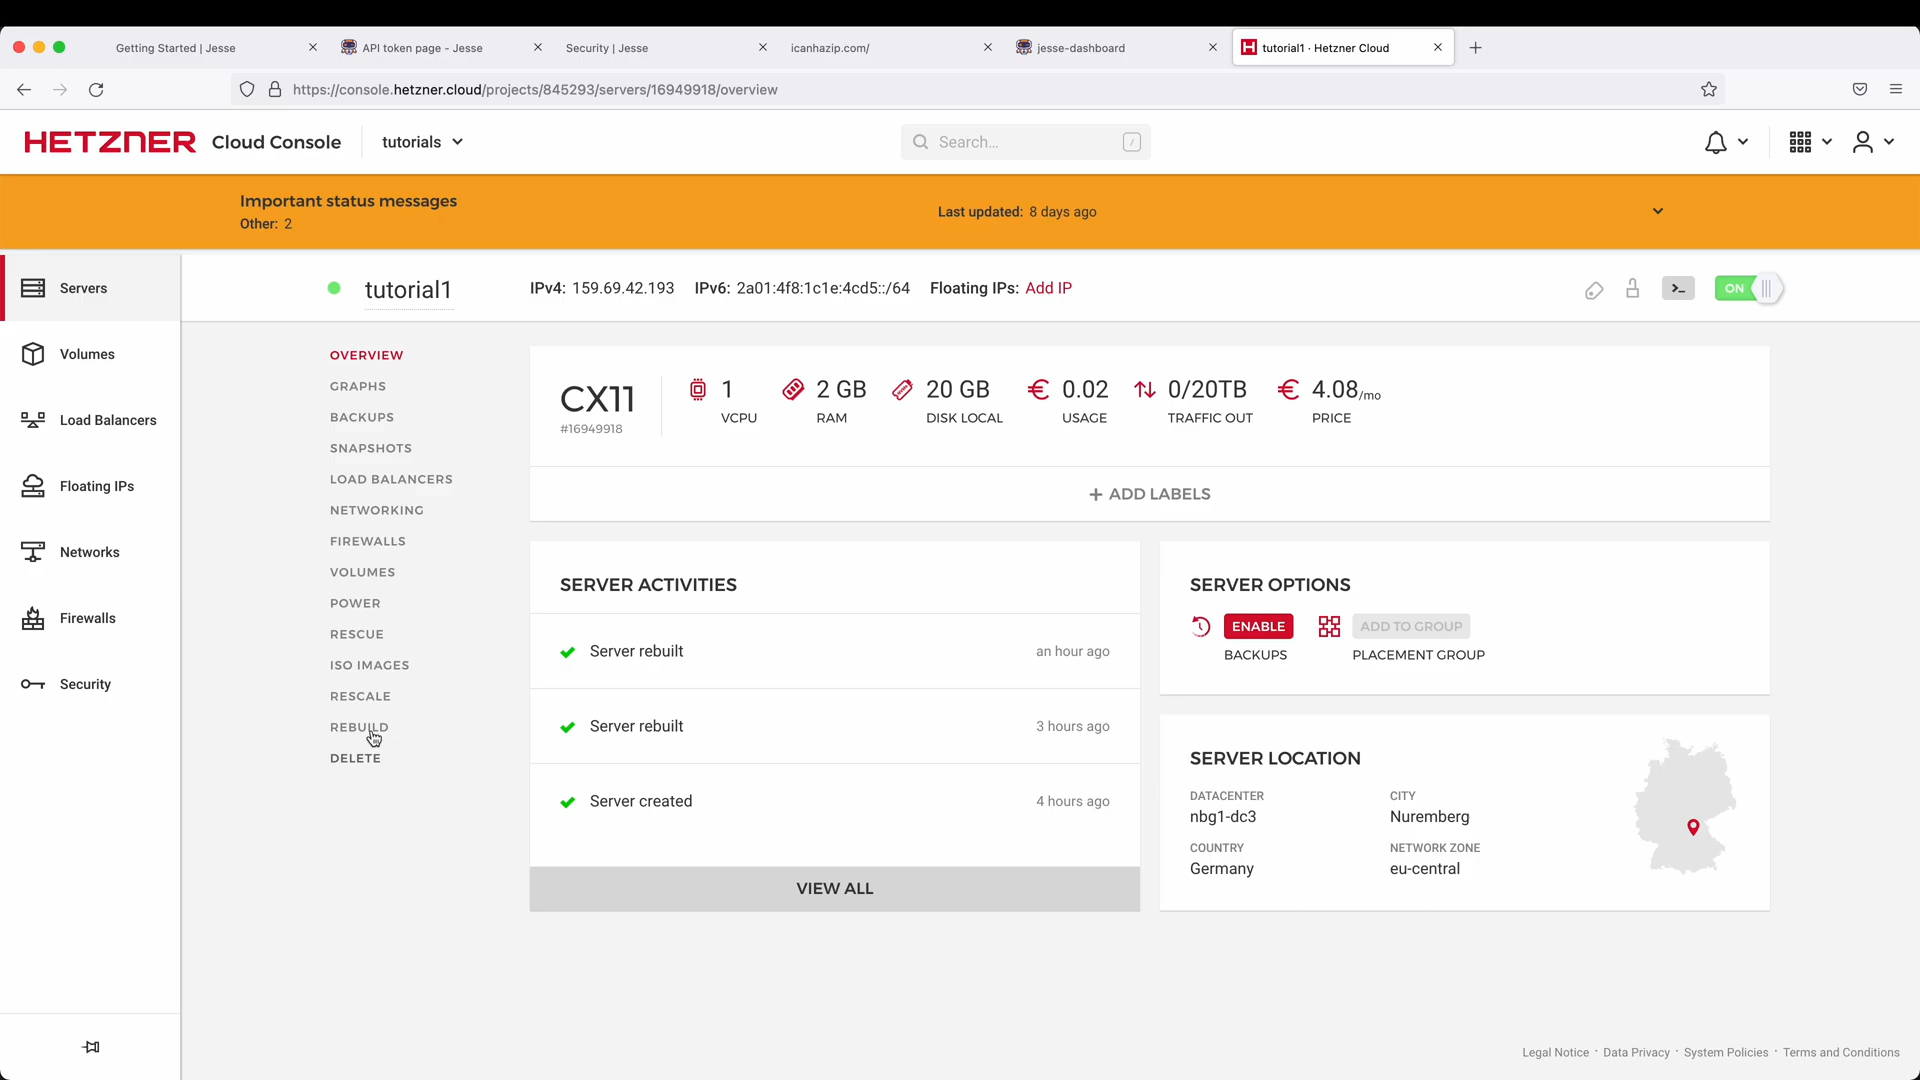 Getting Started | Jesse
API token page - Jesse
Security | Jesse
icanhazip.com/
jesse-dashboard
tutorial1 · Hetzner Cloud
https://console.hetzner.cloud/projects/845293/servers/16949918/overview
HETZNER Cloud Console
tutorials
Search...
/
Important status messages
Other: 2
Last updated: 8 days ago
Servers
Volumes
Load Balancers
Floating IPs
Networks
Firewalls
Security
tutorial1
IPv4: 159.69.42.193
IPv6: 2a01:4f8:1c1e:4cd5::/64
Floating IPs: Add IP
>_
ON
OVERVIEW
GRAPHS
BACKUPS
SNAPSHOTS
LOAD BALANCERS
NETWORKING
FIREWALLS
VOLUMES
POWER
RESCUE
ISO IMAGES
RESCALE
REBUILD
DELETE
CX11
#16949918
1
VCPU
2 GB
RAM
20 GB
DISK LOCAL
€ 0.02
USAGE
0/20TB
TRAFFIC OUT
€ 4.08/mo
PRICE
+ ADD LABELS
SERVER ACTIVITIES
Server rebuilt an hour ago
Server rebuilt 3 hours ago
Server created 4 hours ago
VIEW ALL
SERVER OPTIONS
ENABLE
BACKUPS
ADD TO GROUP
PLACEMENT GROUP
SERVER LOCATION
DATACENTER
nbg1-dc3
CITY
Nuremberg
COUNTRY
Germany
NETWORK ZONE
eu-central
Legal Notice · Data Privacy · System Policies · Terms and Conditions